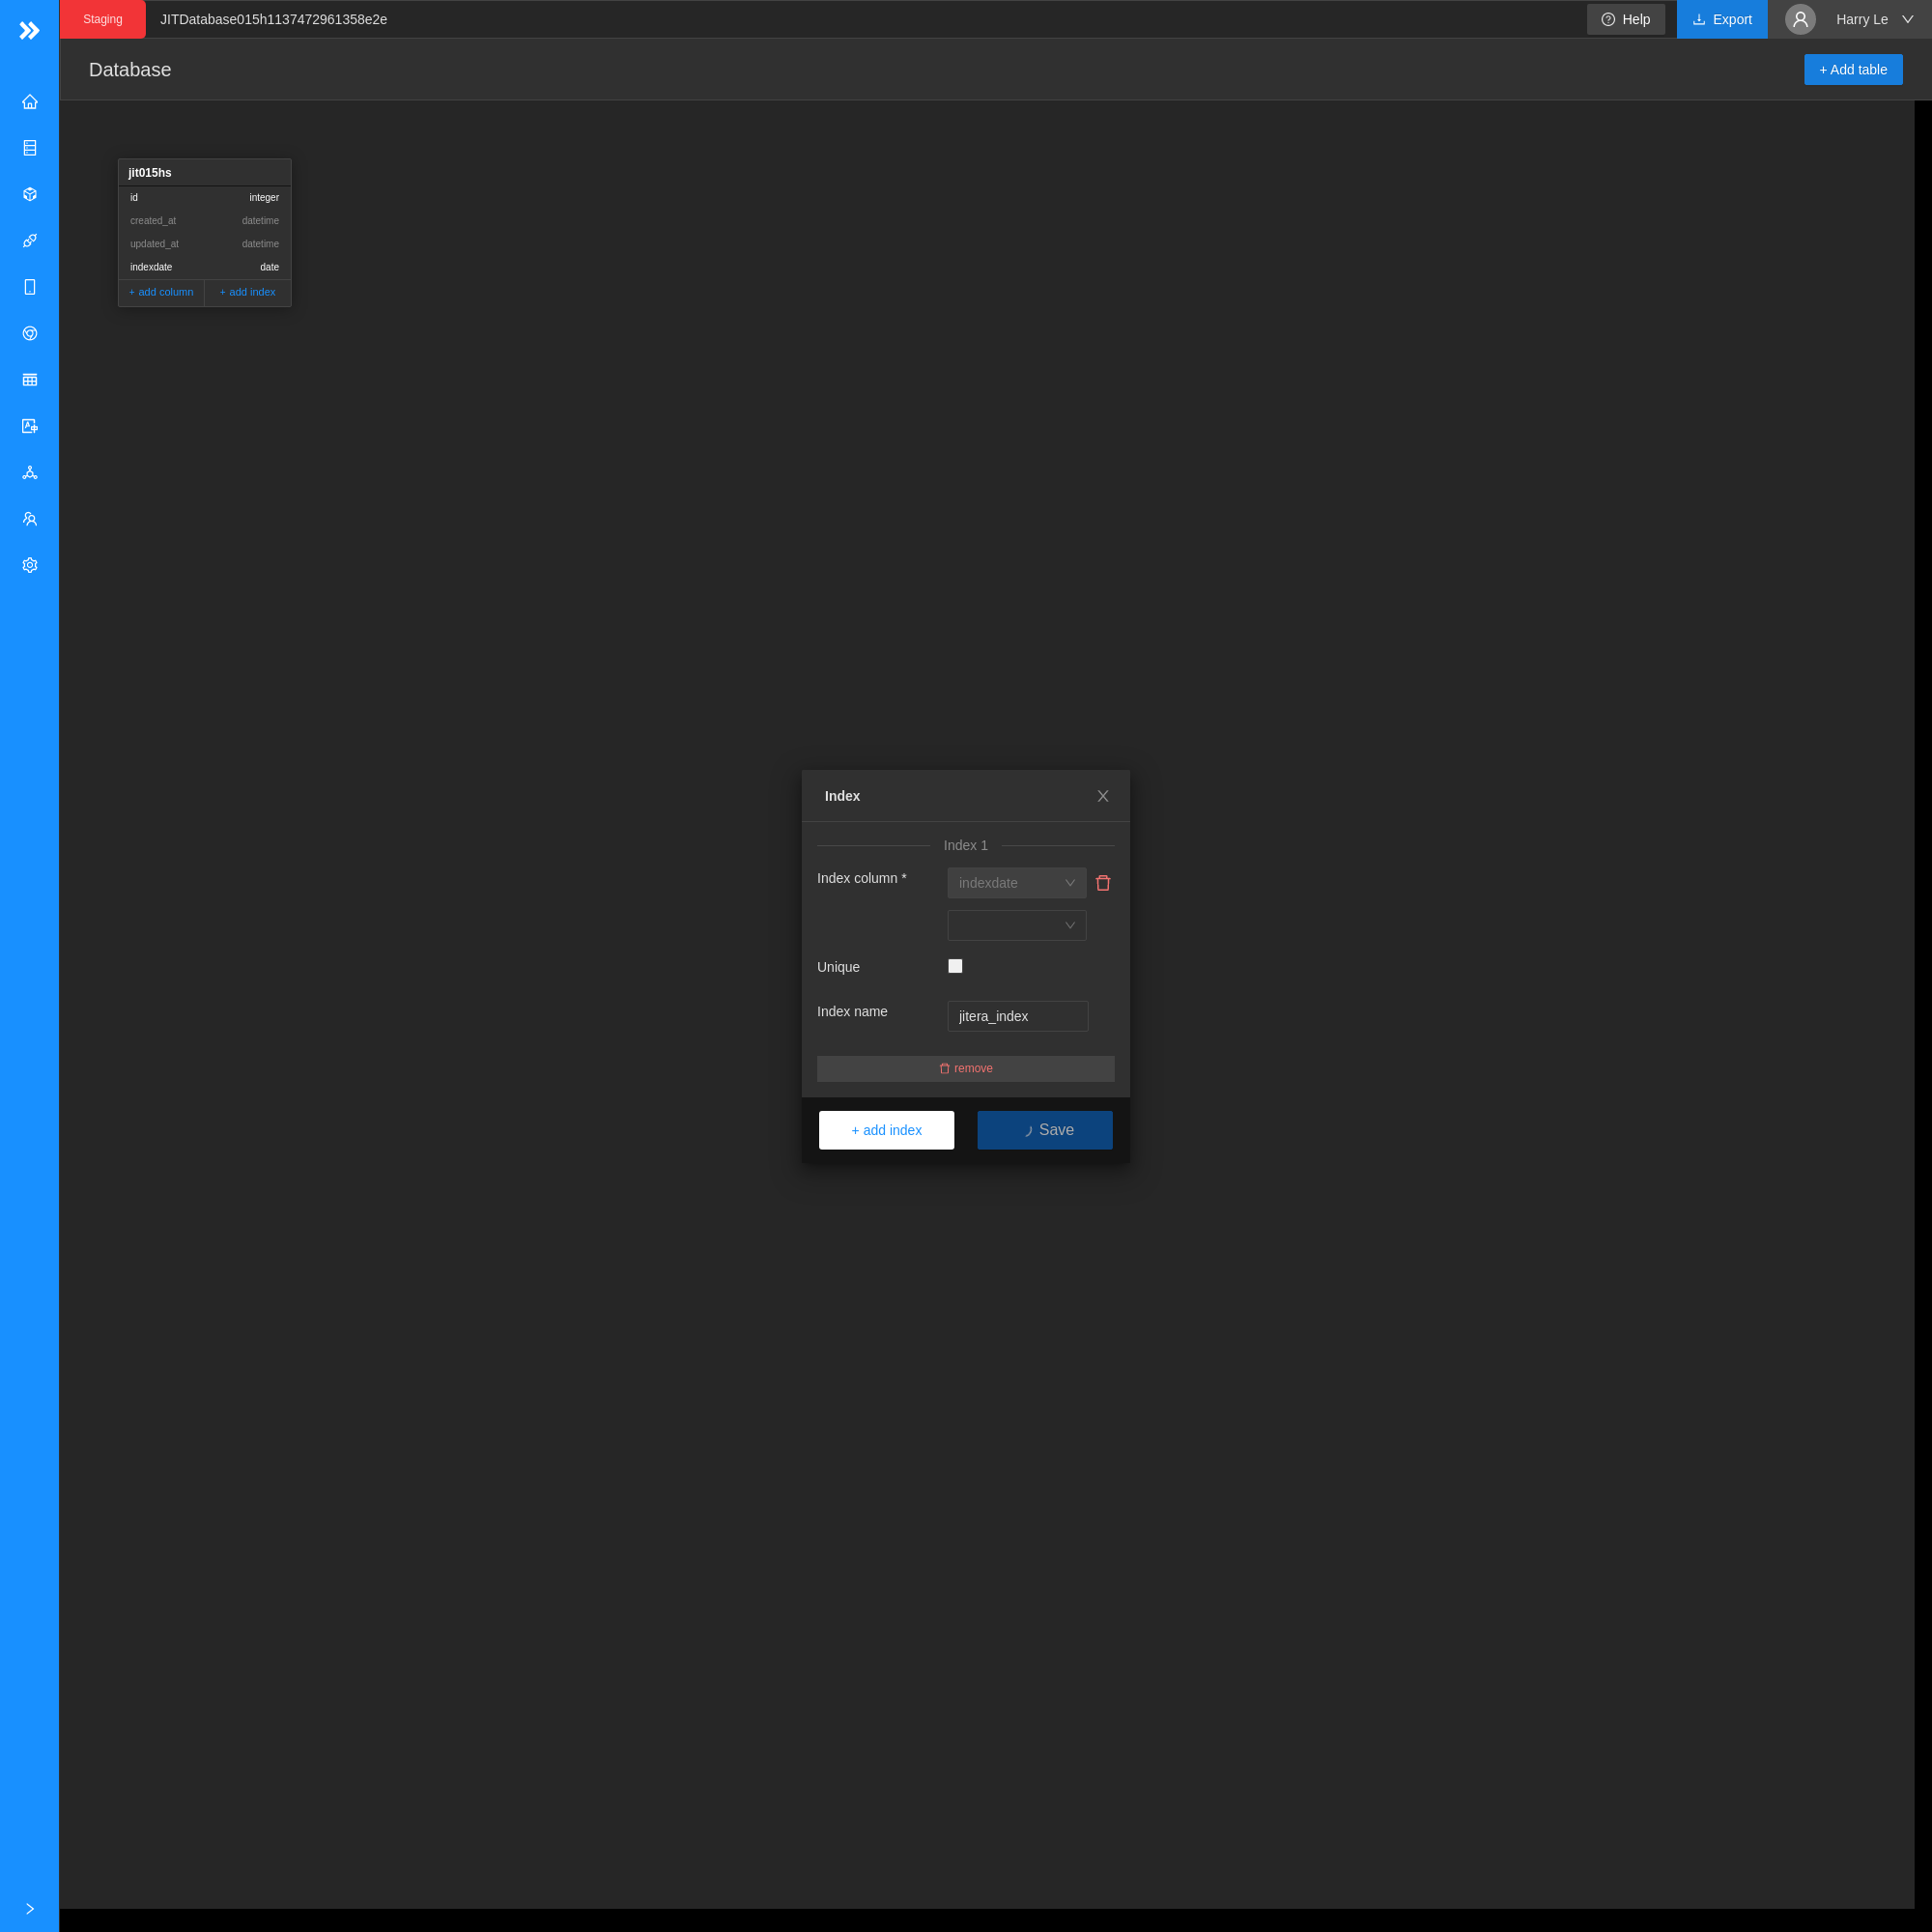 Staging JITDatabase015h1137472961358e2e Help Export Harry Le
Database + Add table
jit015hs
id integer
created_at datetime
updated_at datetime
indexdate date
+ add column + add index
Index
Index 1
Index column * indexdate
Unique
Index name jitera_index
remove
+ add index Save